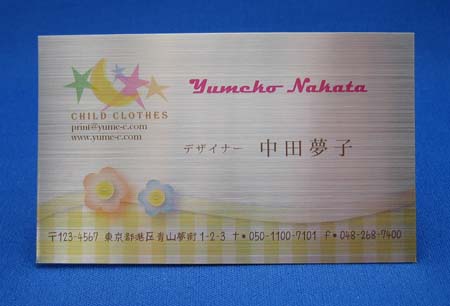 CHILD CLOTHES
print@yume-c.com
www.yume-c.com
Yumeko Nakata
デザイナー 中田夢子
〒123-4567 東京都港区青山夢街1-2-3 t•050-1100-7101 f•048-268-7400